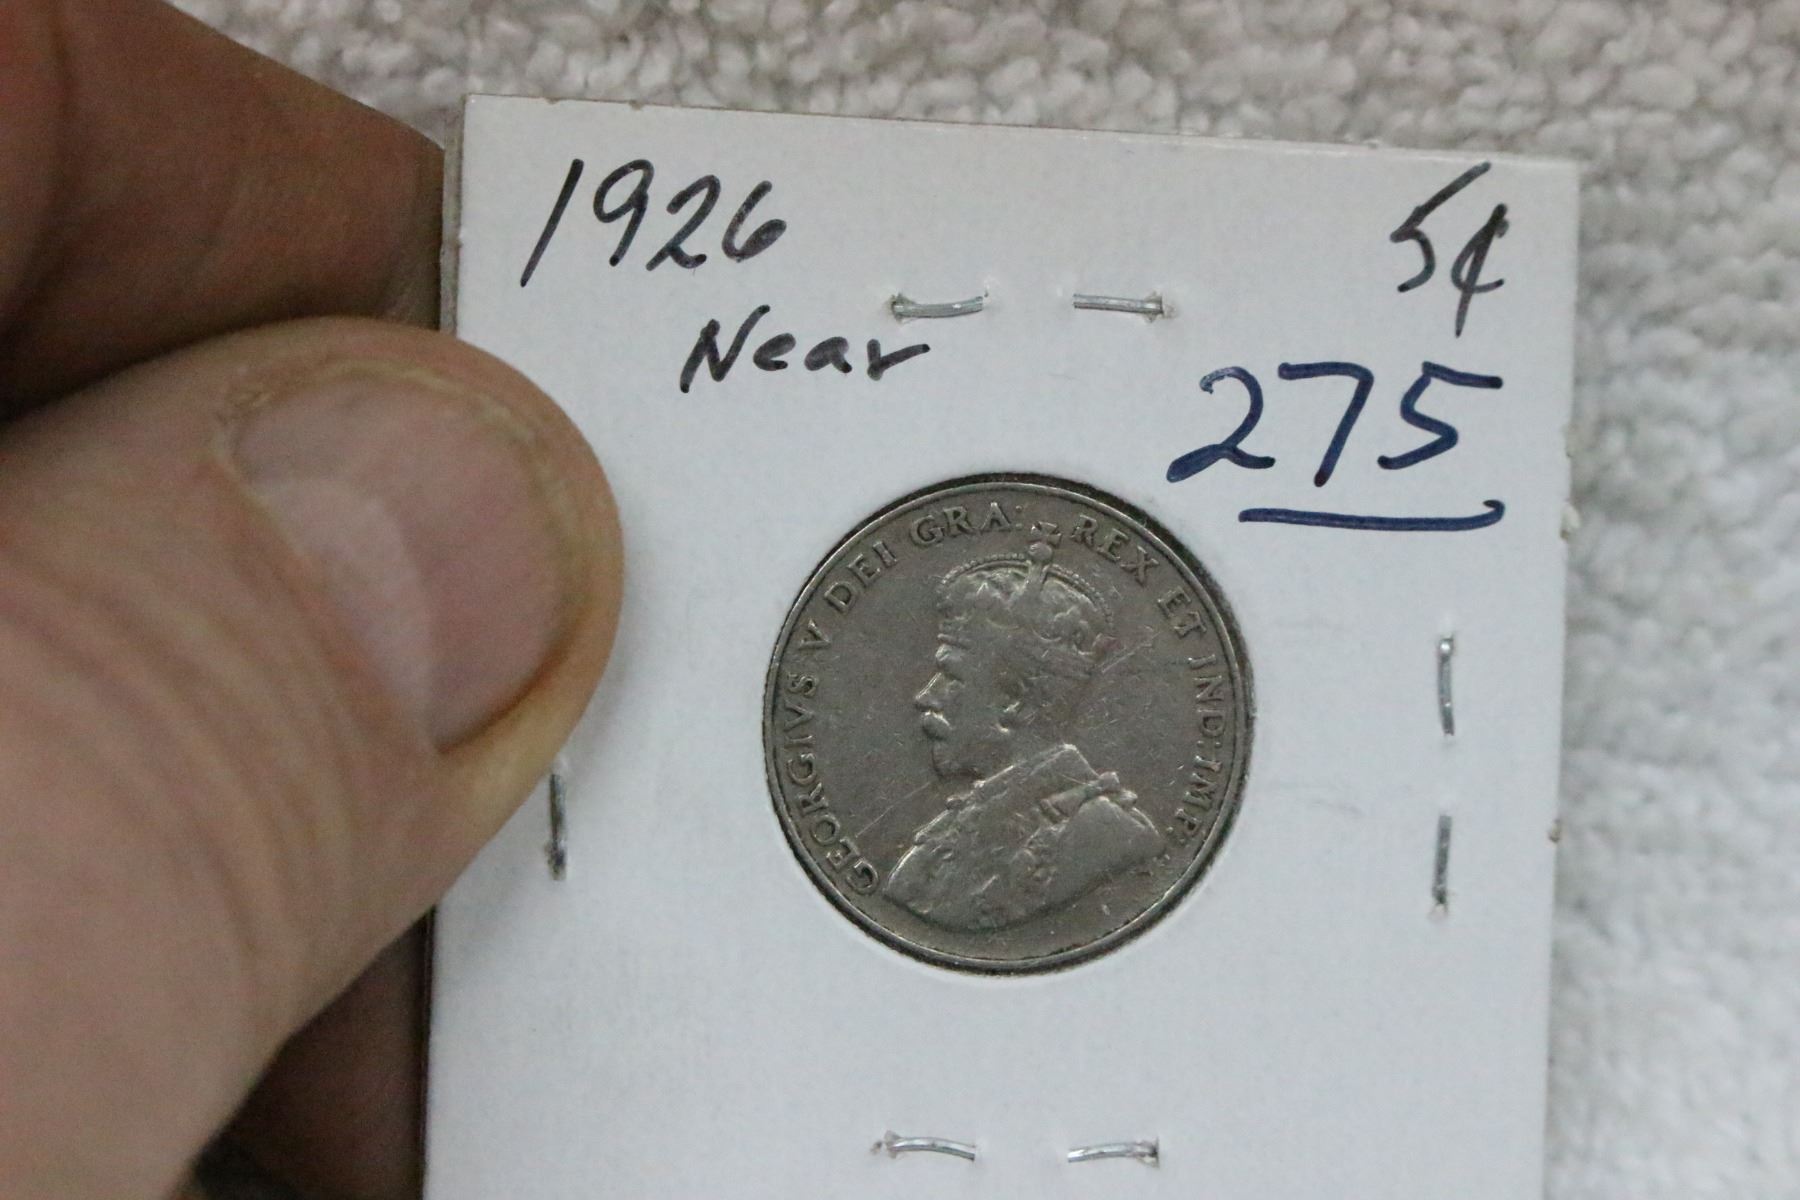 1926 5¢
Near
275
GEORGIVS V DEI GRA: REX ET IND: IMP: